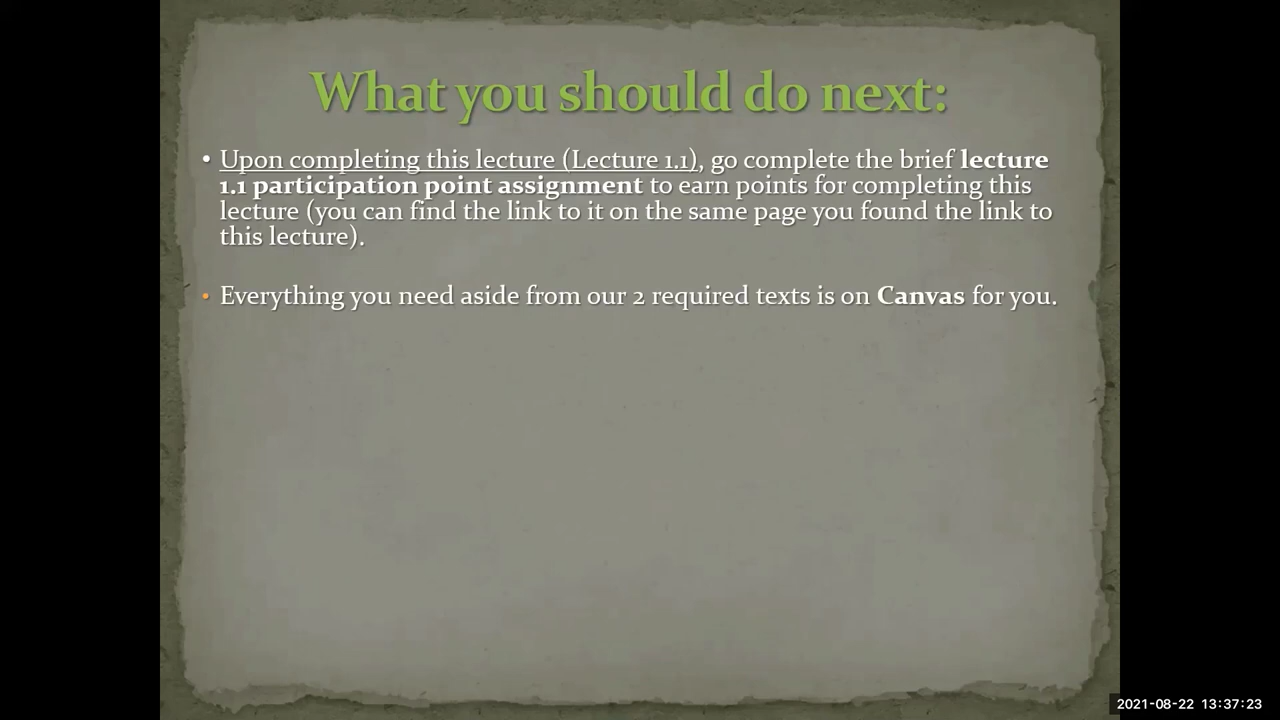 What you should do next:
• Upon completing this lecture (Lecture 1.1), go complete the brief lecture
1.1 participation point assignment to earn points for completing this
lecture (you can find the link to it on the same page you found the link to
this lecture).
• Everything you need aside from our 2 required texts is on Canvas for you.
2021-08-22 13:37:23